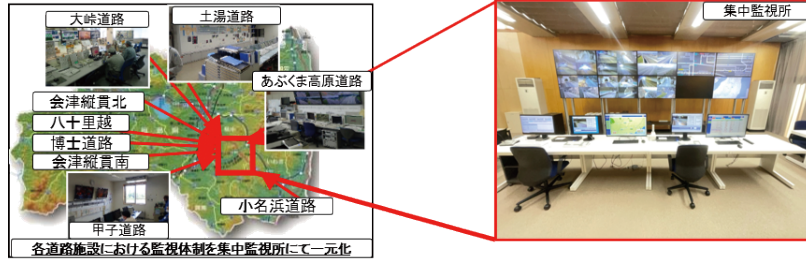 大峠道路
土湯道路
集中監視所
あぶくま高原道路
会津縦貫北
八十里越
博士道路
会津縦貫南
小名浜道路
甲子道路
各道路施設における監視体制を集中監視所にて一元化